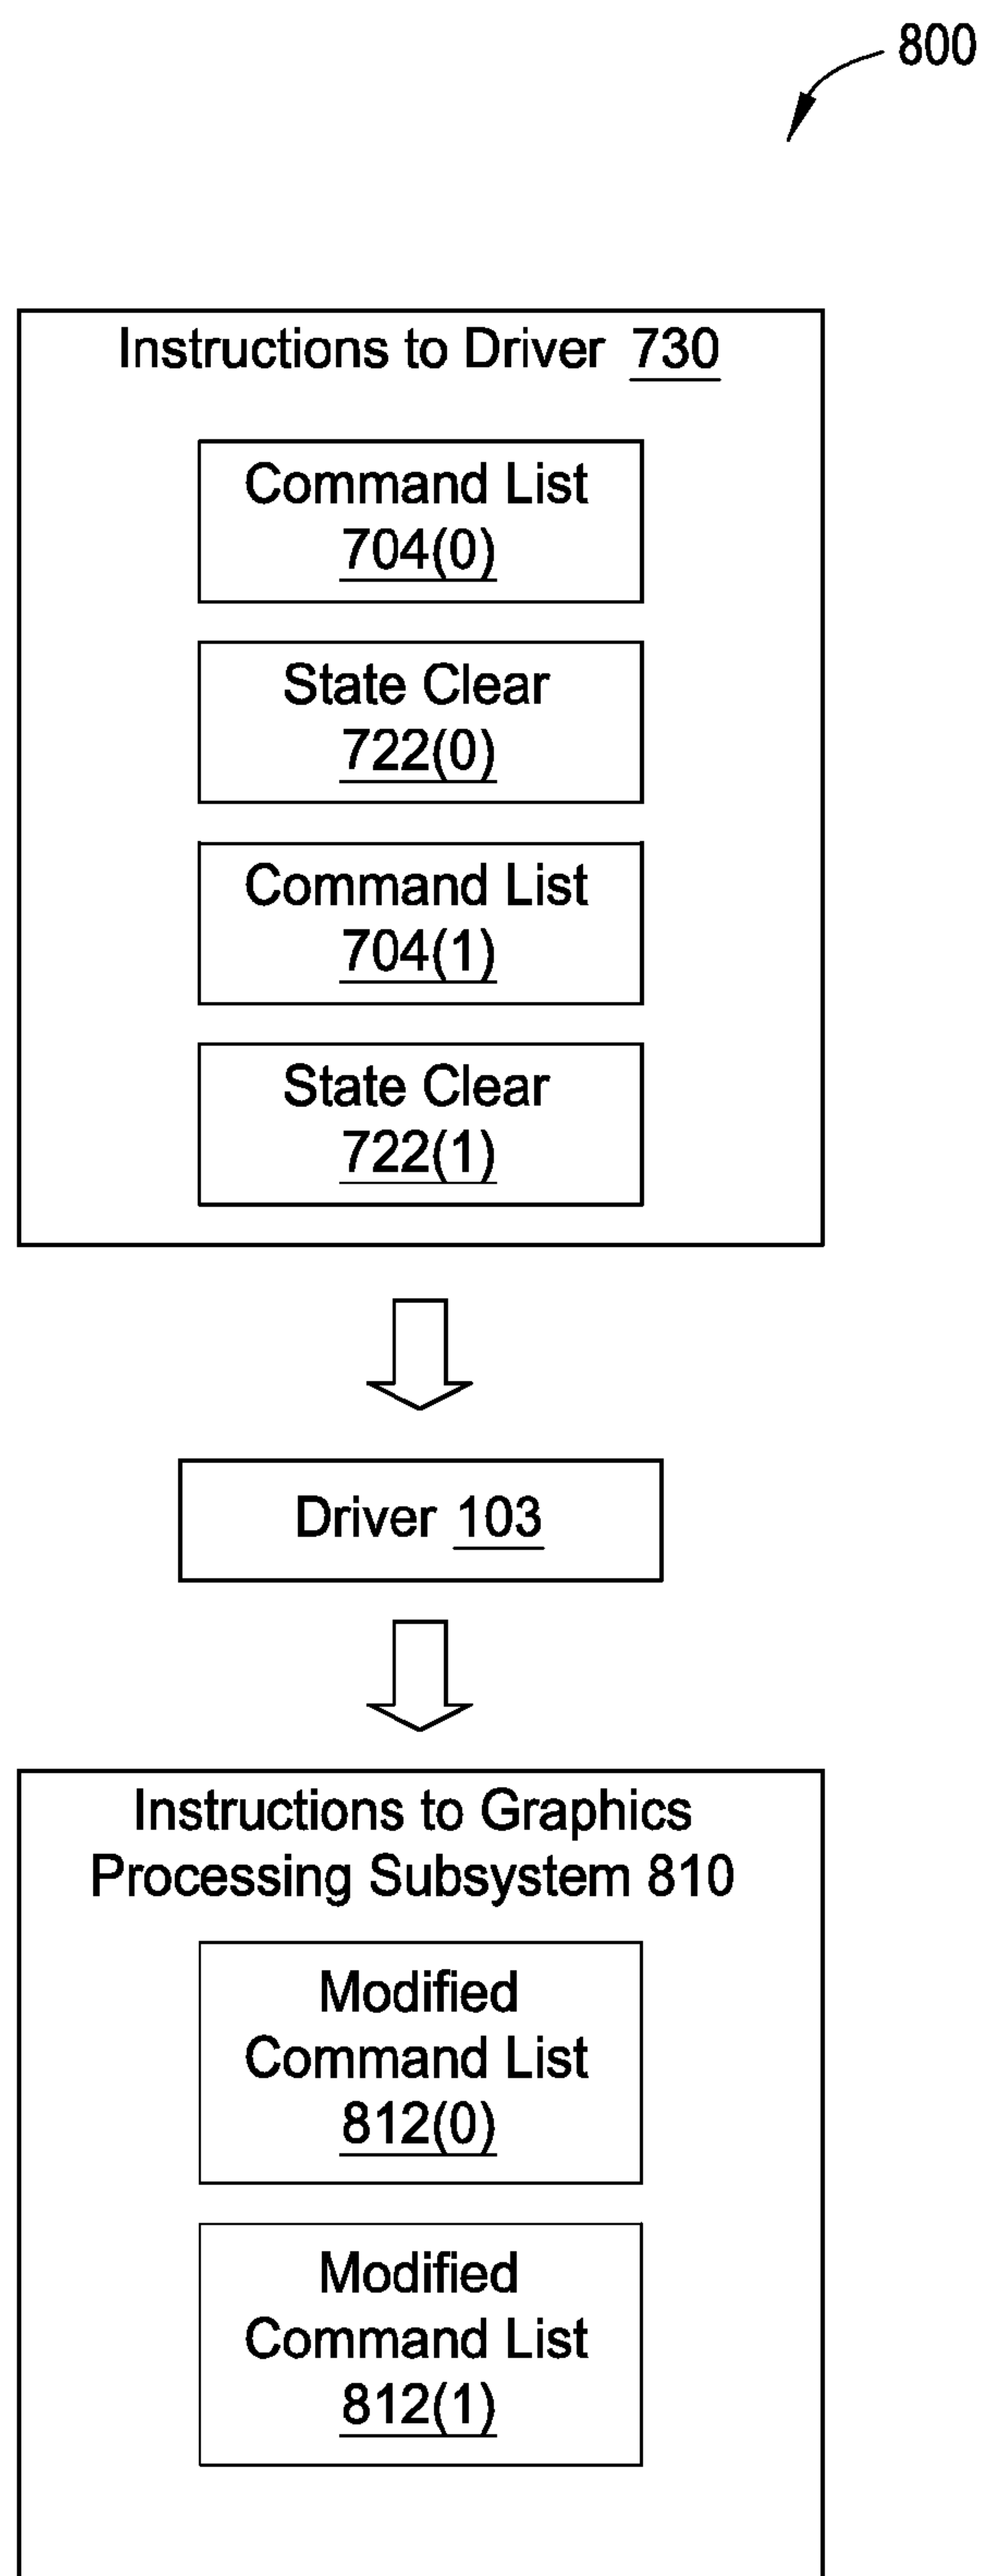 800
Instructions to Driver 730
Command List
704(0)
State Clear
722(0)
Command List
704(1)
State Clear
722(1)
Driver 103
Instructions to Graphics
Processing Subsystem 810
Modified
Command List
812(0)
Modified
Command List
812(1)